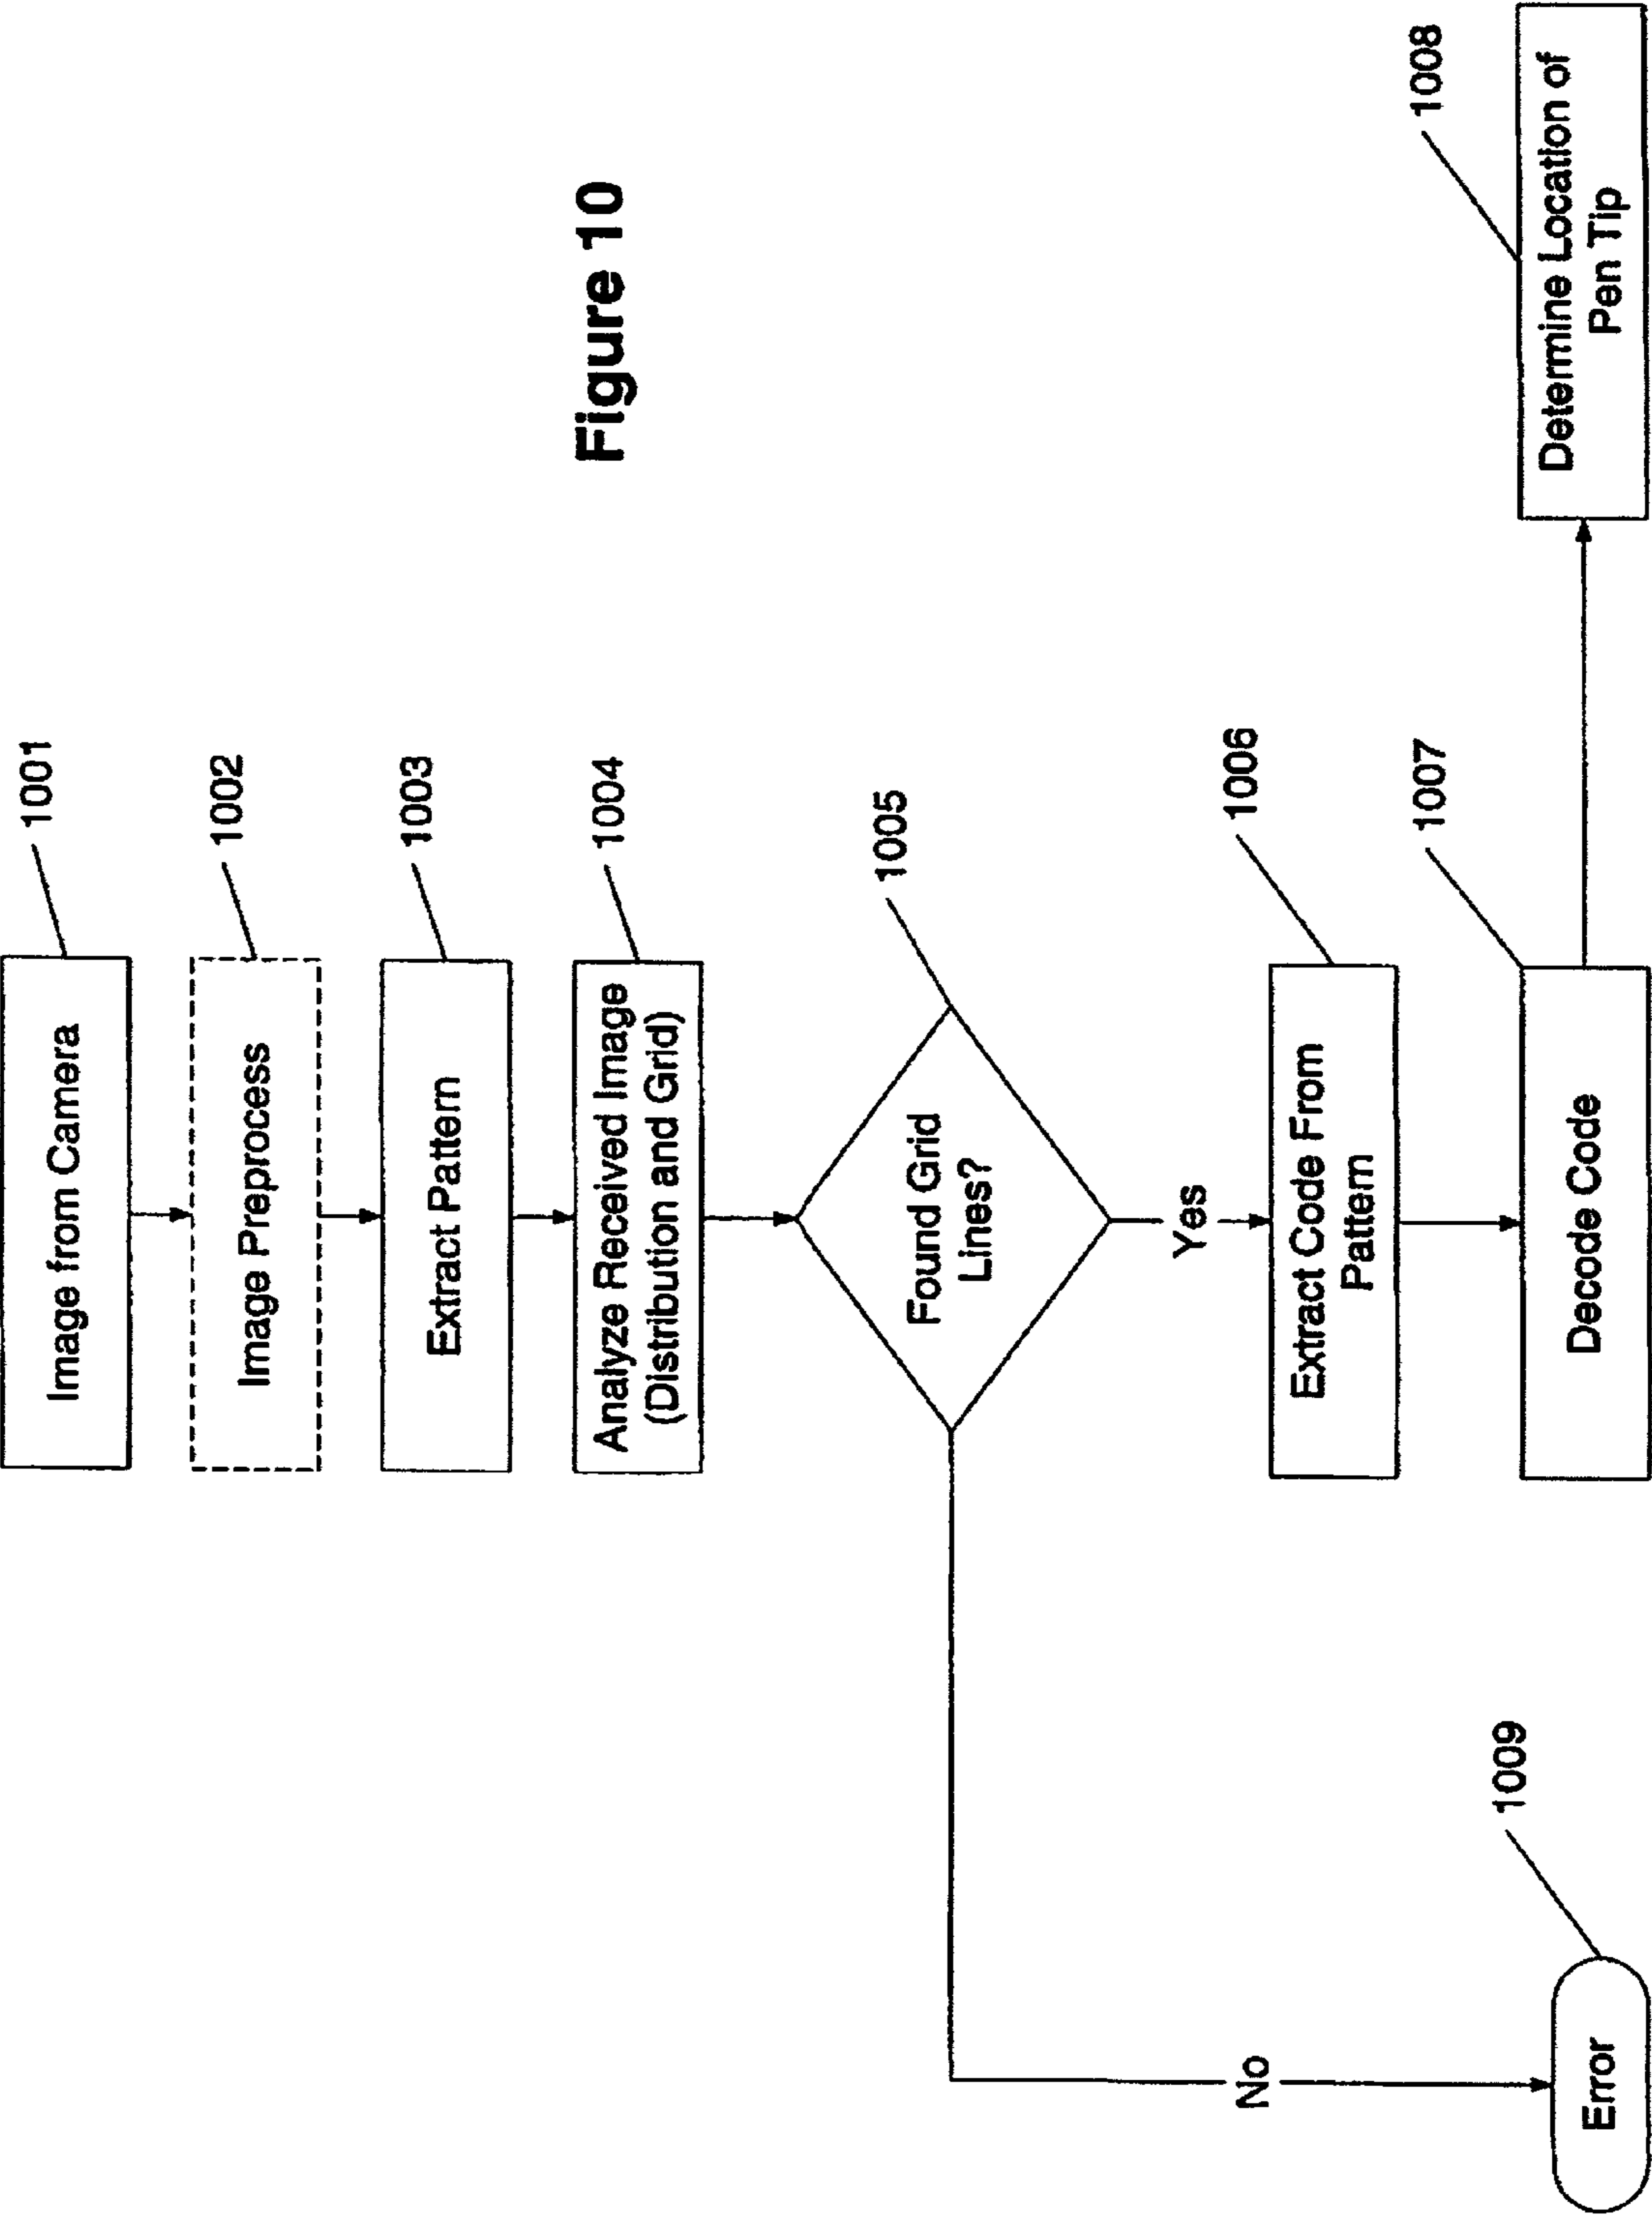 Image from Camera
1001
Image Preprocess
1002
Extract Pattern
1003
Analyze Received Image
(Distribution and Grid)
1004
Found Grid
Lines?
1005
Yes
No
Extract Code From
Pattern
1006
Decode Code
1007
Determine Location of
Pen Tip
1008
Error
1009
Figure 10